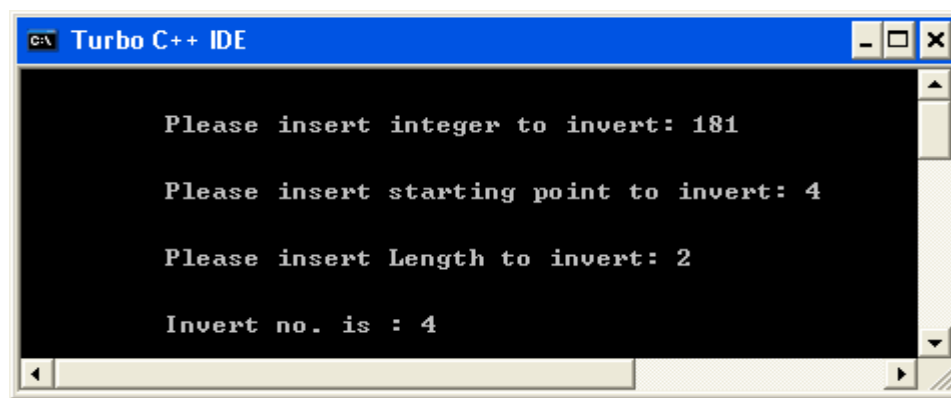 Turbo C++ IDE
Please insert integer to invert: 181
Please insert starting point to invert: 4
Please insert Length to invert: 2
Invert no. is : 4